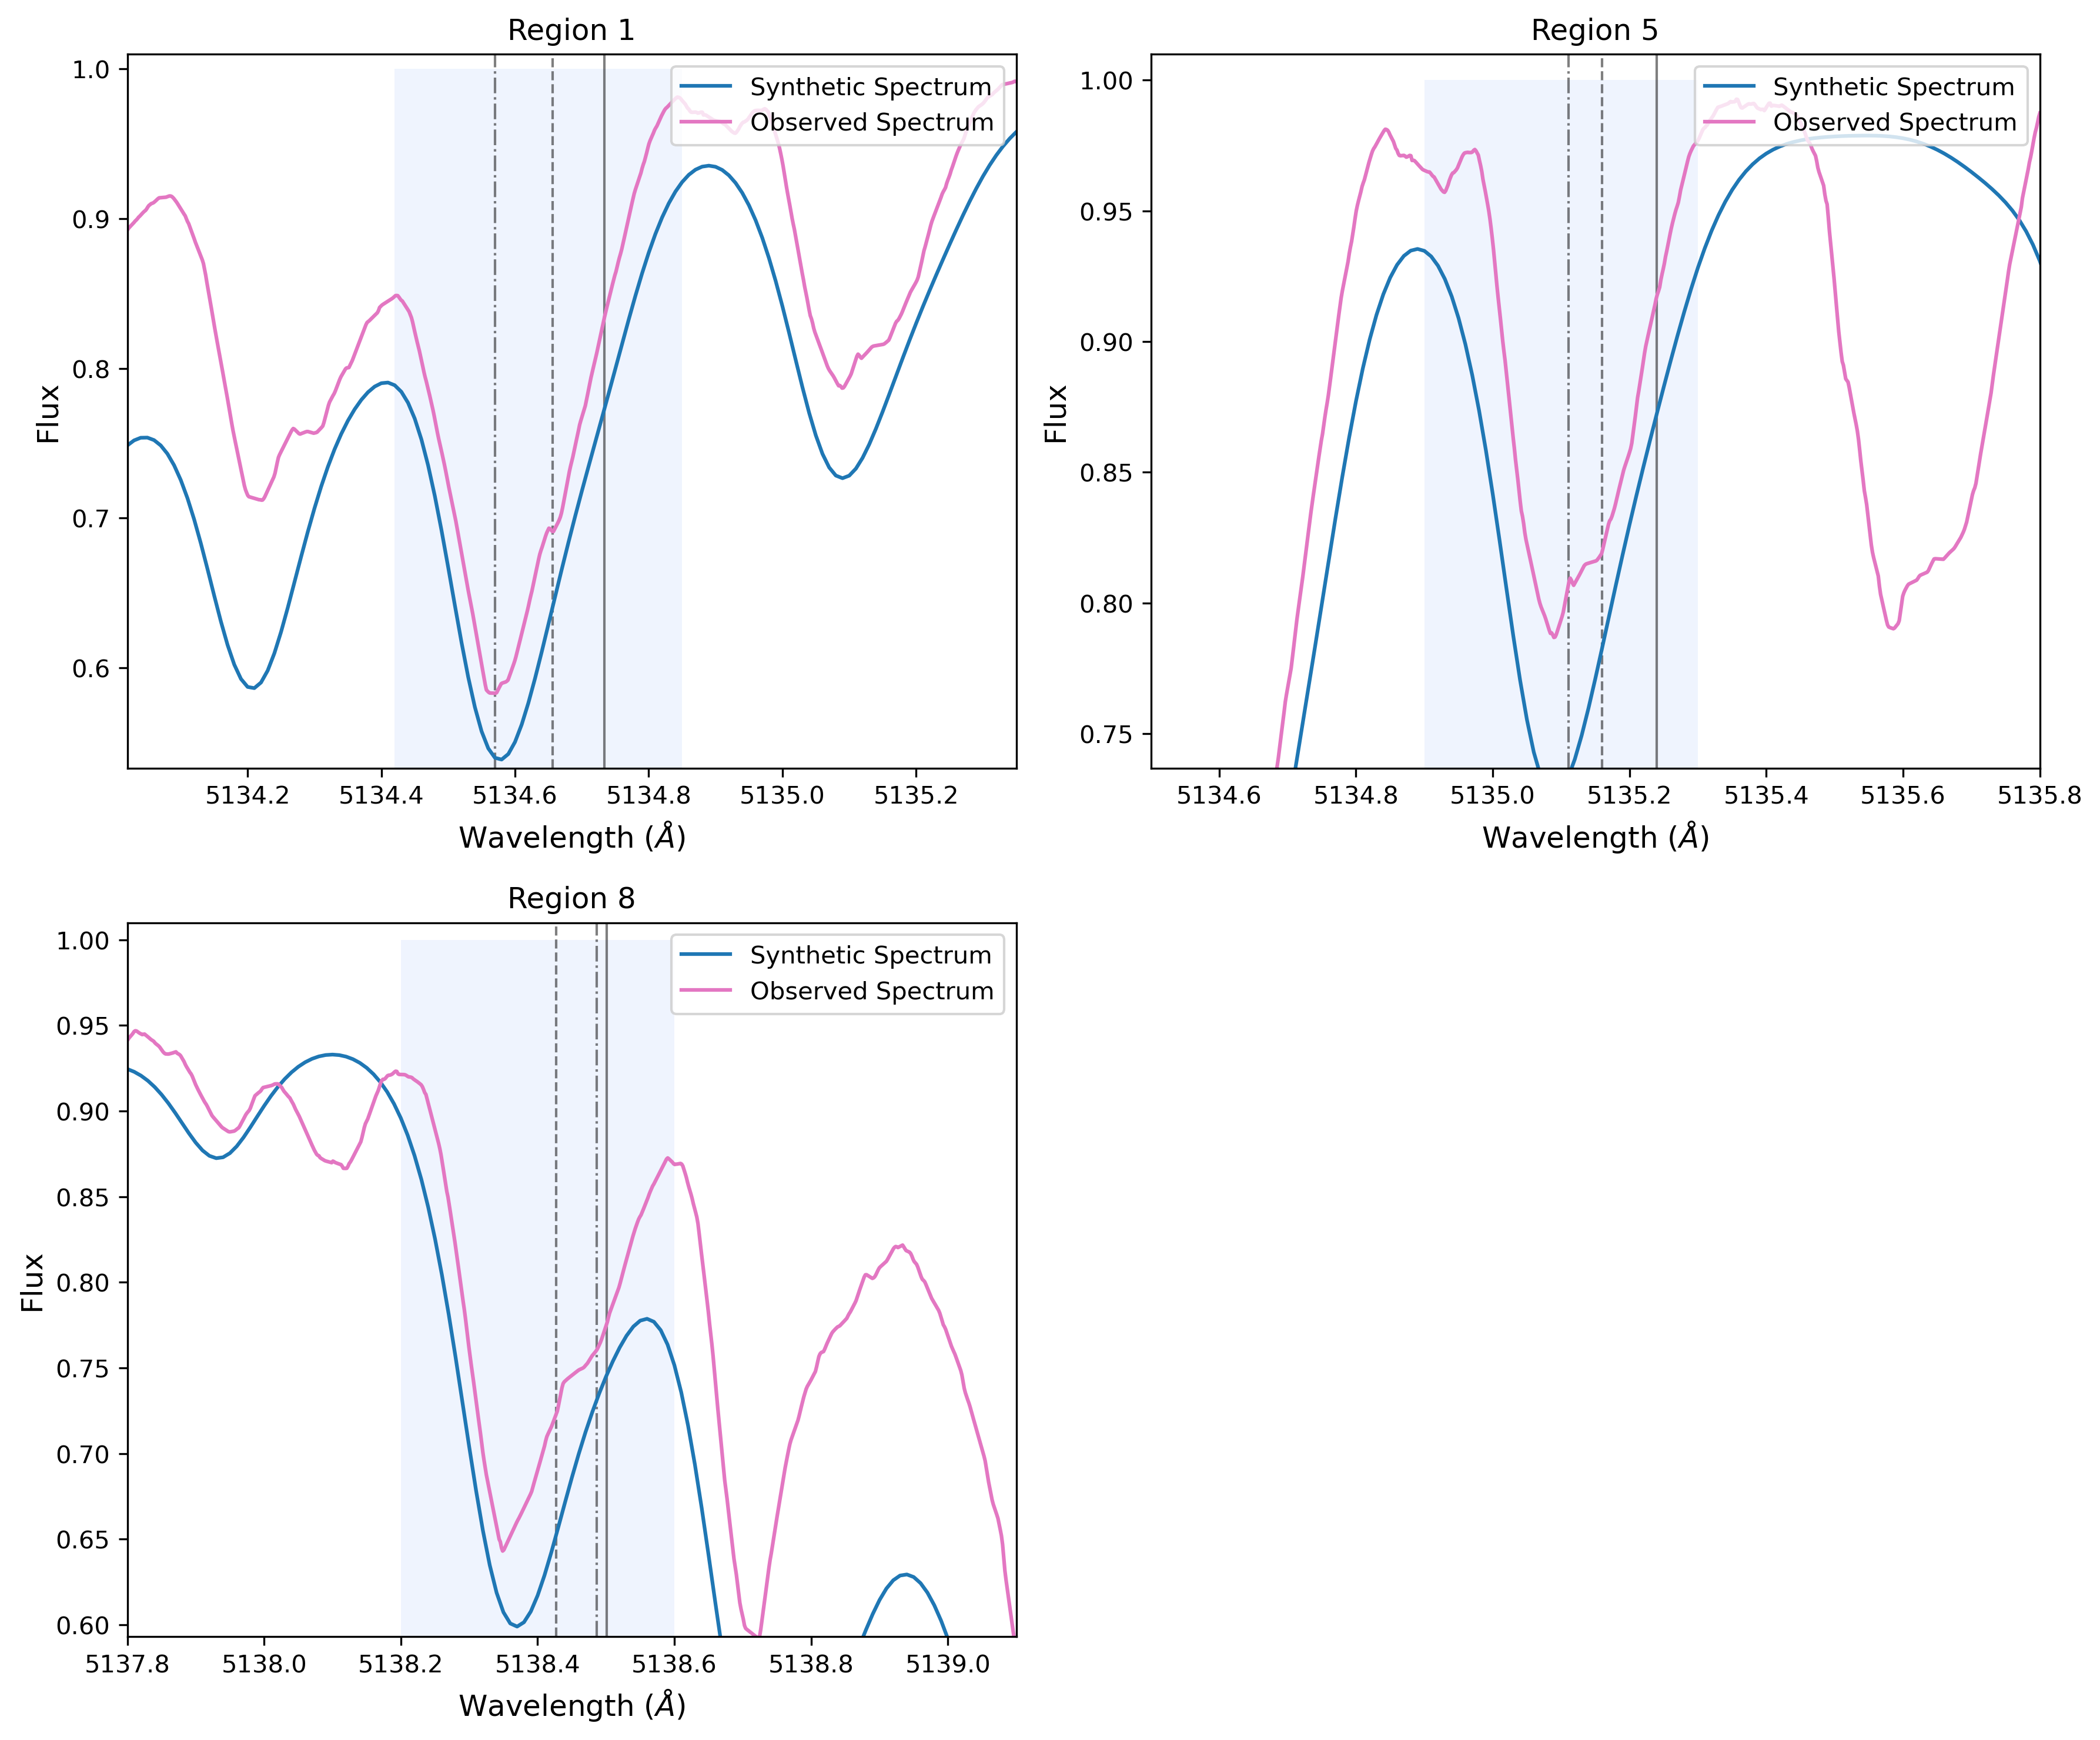 Region 1
1.0
0.9
0.8
0.7
0.6
Flux
Synthetic Spectrum
Observed Spectrum
5134.2 5134.4 5134.6 5134.8 5135.0 5135.2
Wavelength (Å)
Region 5
1.00
0.95
0.90
0.85
0.80
0.75
Flux
Synthetic Spectrum
Observed Spectrum
5134.6 5134.8 5135.0 5135.2 5135.4 5135.6 5135.8
Wavelength (Å)
Region 8
1.00
0.95
0.90
0.85
0.80
0.75
0.70
0.65
0.60
Flux
Synthetic Spectrum
Observed Spectrum
5137.8 5138.0 5138.2 5138.4 5138.6 5138.8 5139.0
Wavelength (Å)